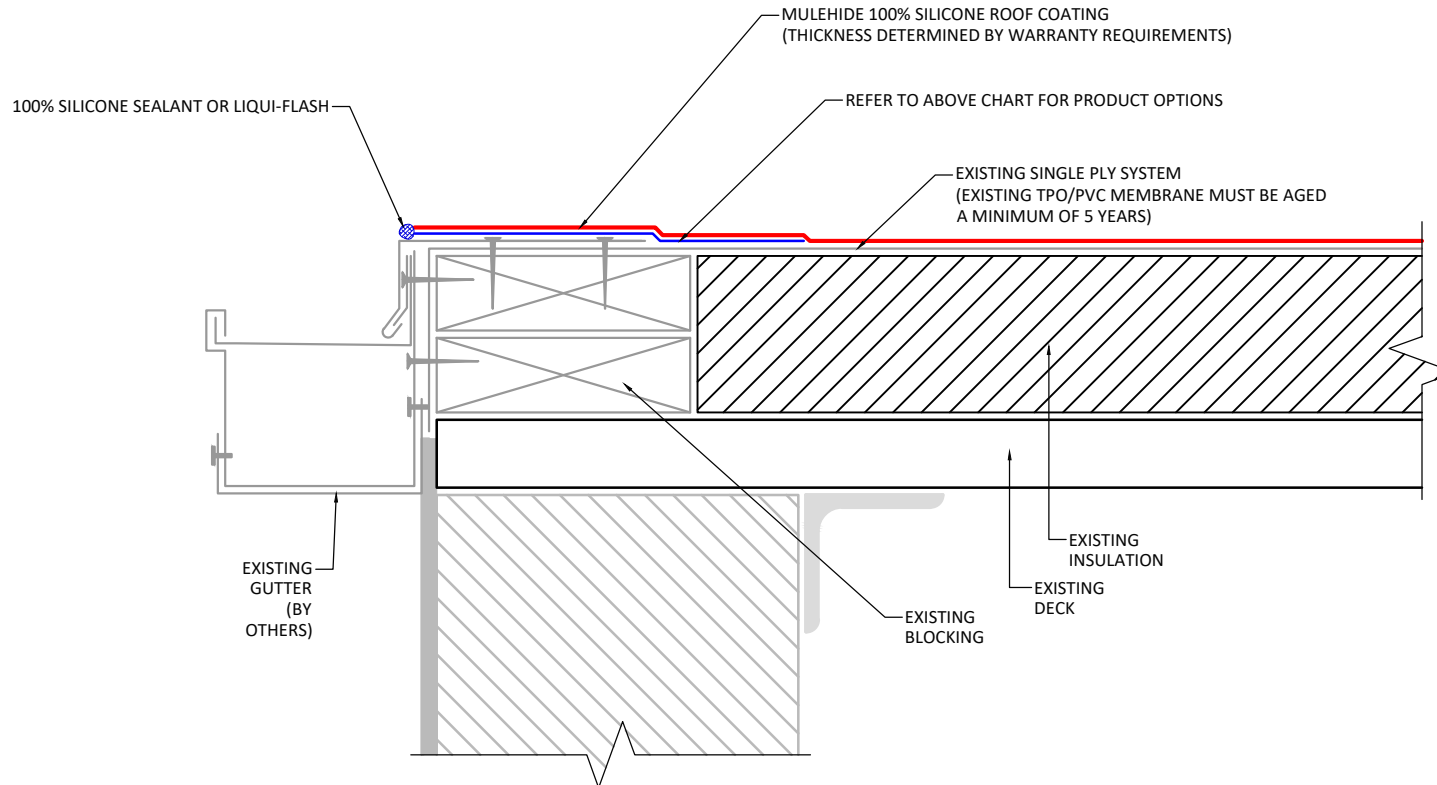 MULEHIDE 100% SILICONE ROOF COATING
(THICKNESS DETERMINED BY WARRANTY REQUIREMENTS)
100% SILICONE SEALANT OR LIQUI-FLASH
REFER TO ABOVE CHART FOR PRODUCT OPTIONS
EXISTING SINGLE PLY SYSTEM
(EXISTING TPO/PVC MEMBRANE MUST BE AGED
A MINIMUM OF 5 YEARS)
EXISTING
GUTTER
(BY
OTHERS)
EXISTING
INSULATION
EXISTING
DECK
EXISTING
BLOCKING